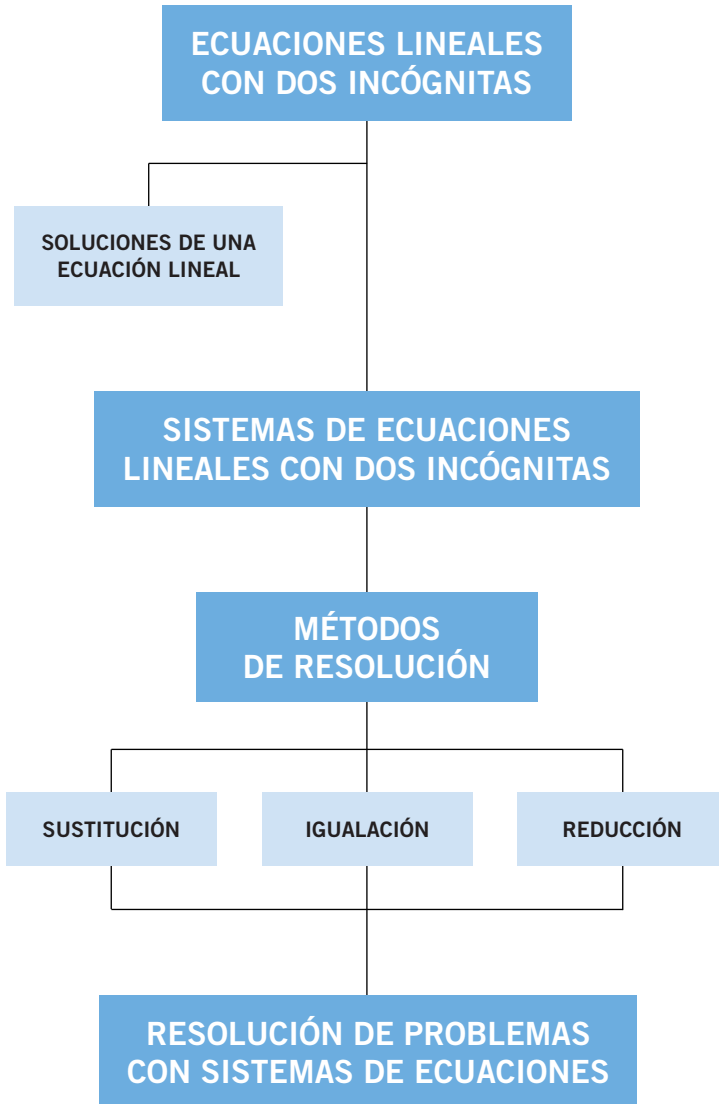 ECUACIONES LINEALES
CON DOS INCÓGNITAS
SOLUCIONES DE UNA
ECUACIÓN LINEAL
SISTEMAS DE ECUACIONES
LINEALES CON DOS INCÓGNITAS
MÉTODOS
DE RESOLUCIÓN
SUSTITUCIÓN
IGUALACIÓN
REDUCCIÓN
RESOLUCIÓN DE PROBLEMAS
CON SISTEMAS DE ECUACIONES